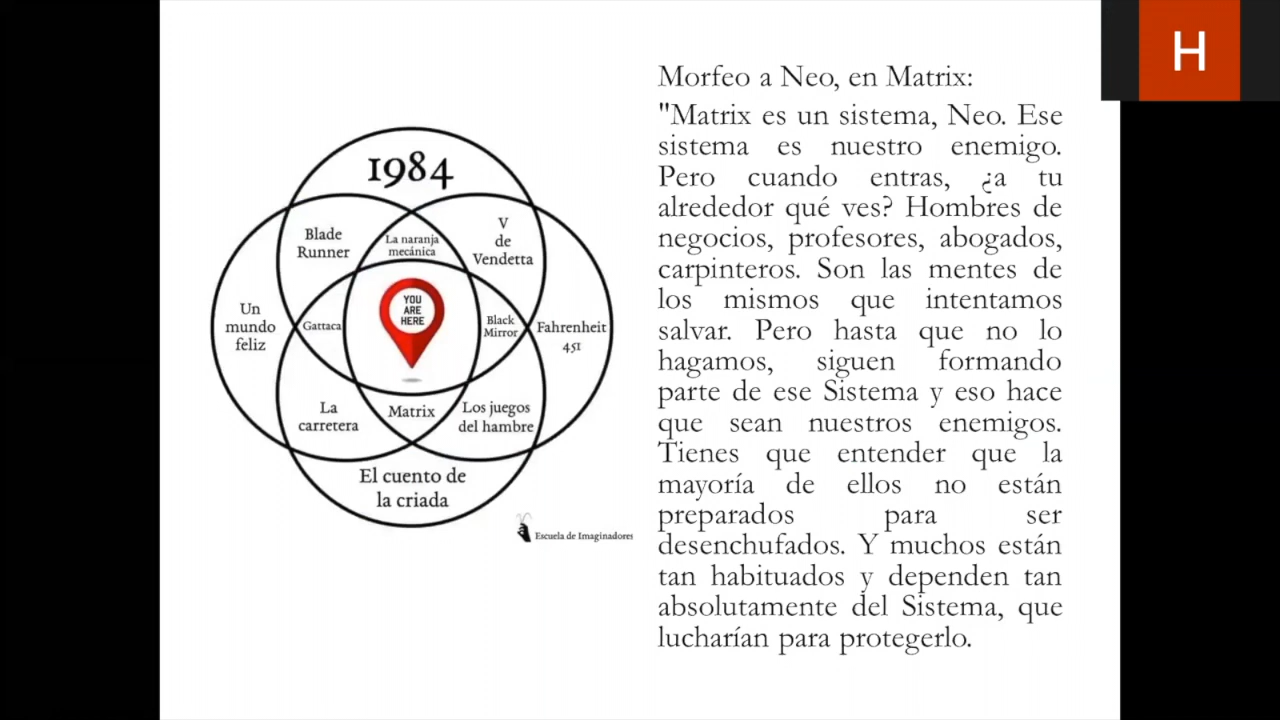 H
1984
Blade
Runner
La naranja
mecánica
V
de
Vendetta
Un
mundo
feliz
Gattaca
YOU
ARE
HERE
Black
Mirror
Fahrenheit
451
La
carretera
Matrix
Los juegos
del hambre
El cuento de
la criada
Escuela de Imaginadores
Morfeo a Neo, en Matrix:
"Matrix es un sistema, Neo. Ese
sistema es nuestro enemigo.
Pero cuando entras, ¿a tu
alrededor qué ves? Hombres de
negocios, profesores, abogados,
carpinteros. Son las mentes de
los mismos que intentamos
salvar. Pero hasta que no lo
hagamos, siguen formando
parte de ese Sistema y eso hace
que sean nuestros enemigos.
Tienes que entender que la
mayoría de ellos no están
preparados para ser
desenchufados. Y muchos están
tan habituados y dependen tan
absolutamente del Sistema, que
lucharían para protegerlo.